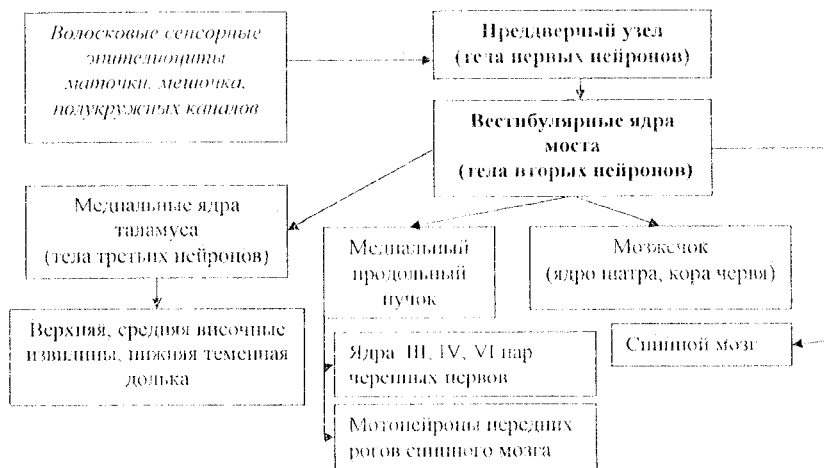 Волосковые сенсорные
эпителиоциты
маточки, мешочка,
полукружных каналов
Преддверный узел
(тела первых нейронов)
Вестибулярные ядра
моста
(тела вторых нейронов)
Медиальные ядра
таламуса
(тела третьих нейронов)
Медиальный
продольный
пучок
Мозжечок
(ядро шатра, кора червя)
Верхняя, средняя височные
извилины, нижняя теменная
долька
Ядра III, IV, VI пар
черепных нервов
Спинной мозг
Мотонейроны передних
рогов спинного мозга